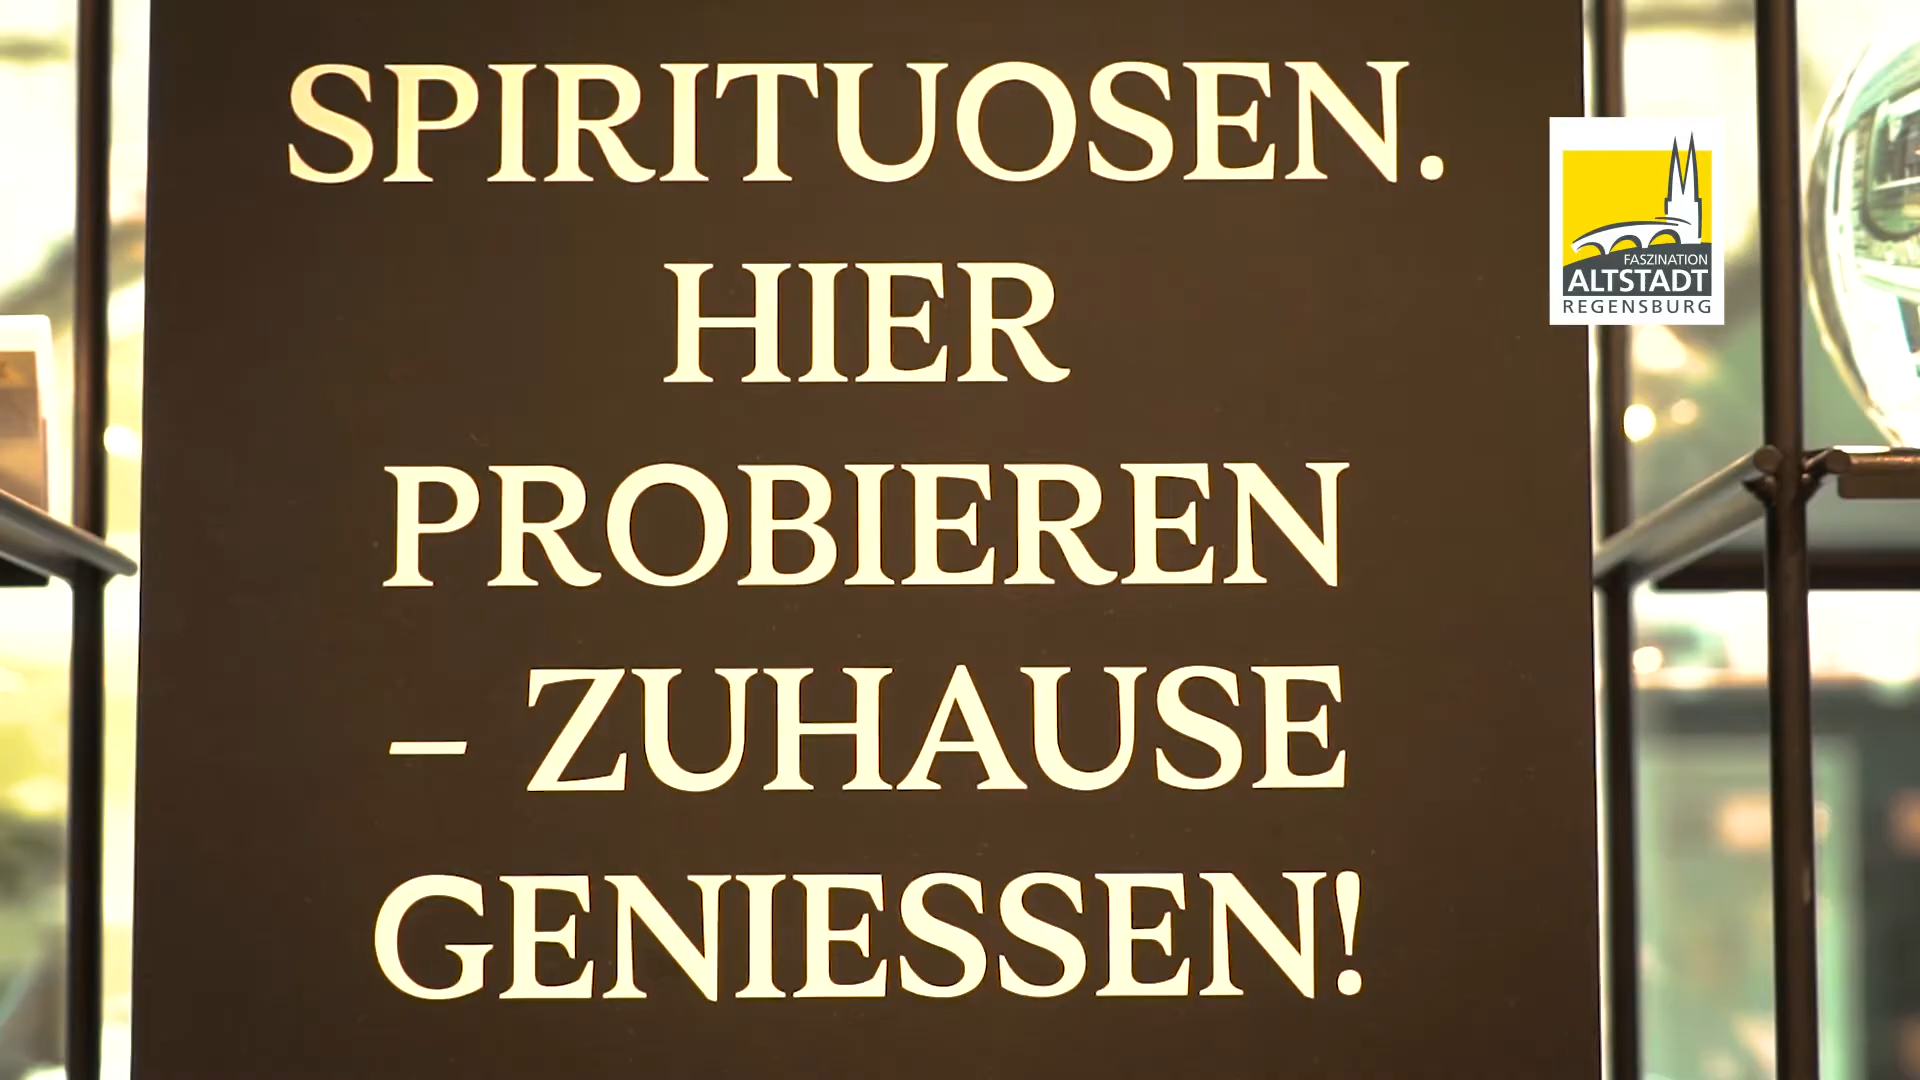 SPIRITUOSEN.
HIER
PROBIEREN
– ZUHAUSE
GENIESSEN!
FASZINATION
ALTSTADT
REGENSBURG